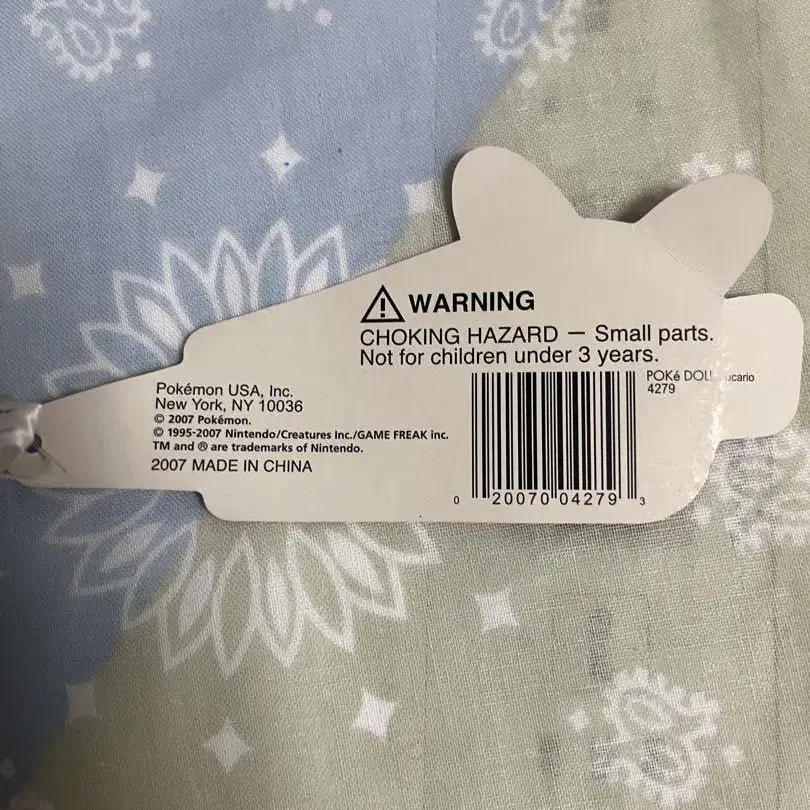 ⚠ WARNING
CHOKING HAZARD — Small parts.
Not for children under 3 years.
Pokémon USA, Inc.
New York, NY 10036
© 2007 Pokémon.
© 1995-2007 Nintendo/Creatures Inc./GAME FREAK inc.
TM and ® are trademarks of Nintendo.
2007 MADE IN CHINA
POKé DOLL ucario
4279
0 20070 04279 3